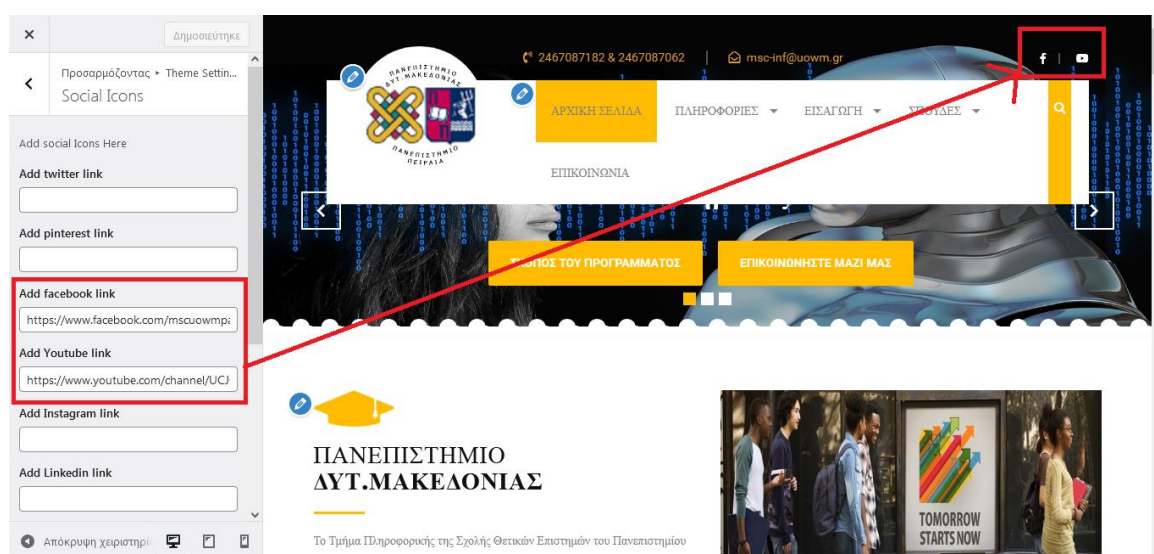 Δημοσιεύτηκε
Προσαρμόζοντας ▸ Theme Settin...
Social Icons
Add social Icons Here
Add twitter link
Add pinterest link
Add facebook link
https://www.facebook.com/mscuowmpa
Add Youtube link
https://www.youtube.com/channel/UCJ
Add Instagram link
Add Linkedin link
Απόκρυψη χειριστηρί
2467087182 & 2467087062 | msc-inf@uowm.gr
ΠΑΝΕΠΙΣΤΗΜΙΟ
ΔΥΤ. ΜΑΚΕΔΟΝΙΑΣ
ΠΑΝΕΠΙΣΤΗΜΙΟ
ΠΕΙΡΑΙΑ
ΑΡΧΙΚΗ ΣΕΛΙΔΑ ΠΛΗΡΟΦΟΡΙΕΣ ΕΙΣΑΓΩΓΗ ΣΠΟΥΔΕΣ
ΕΠΙΚΟΙΝΩΝΙΑ
ΣΚΟΠΟΣ ΤΟΥ ΠΡΟΓΡΑΜΜΑΤΟΣ ΕΠΙΚΟΙΝΩΝΗΣΤΕ ΜΑΖΙ ΜΑΣ
ΠΑΝΕΠΙΣΤΗΜΙΟ
ΔΥΤ.ΜΑΚΕΔΟΝΙΑΣ
Το Τμήμα Πληροφορικής της Σχολής Θετικών Επιστημών του Πανεπιστημίου
TOMORROW
STARTS NOW